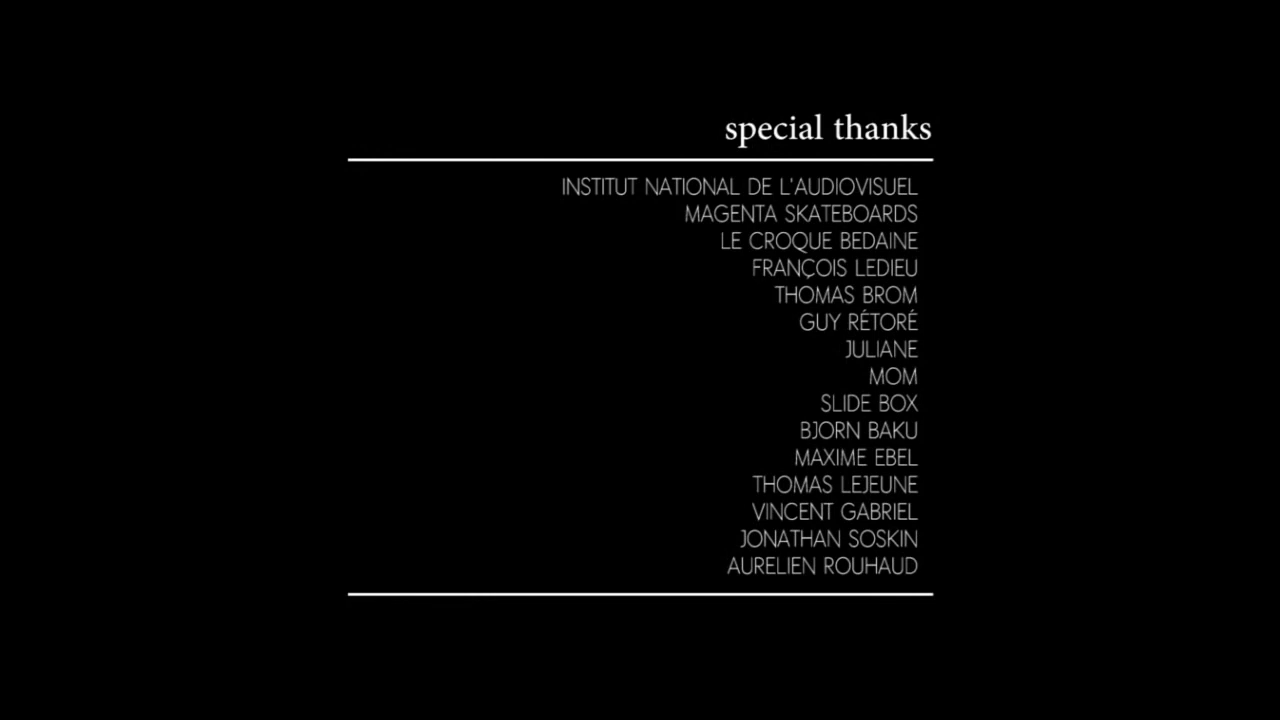 special thanks
INSTITUT NATIONAL DE L'AUDIOVISUEL
MAGENTA SKATEBOARDS
LE CROQUE BEDAINE
FRANÇOIS LEDIEU
THOMAS BROM
GUY RÉTORÉ
JULIANE
MOM
SLIDE BOX
BJORN BAKU
MAXIME EBEL
THOMAS LEJEUNE
VINCENT GABRIEL
JONATHAN SOSKIN
AURELIEN ROUHAUD